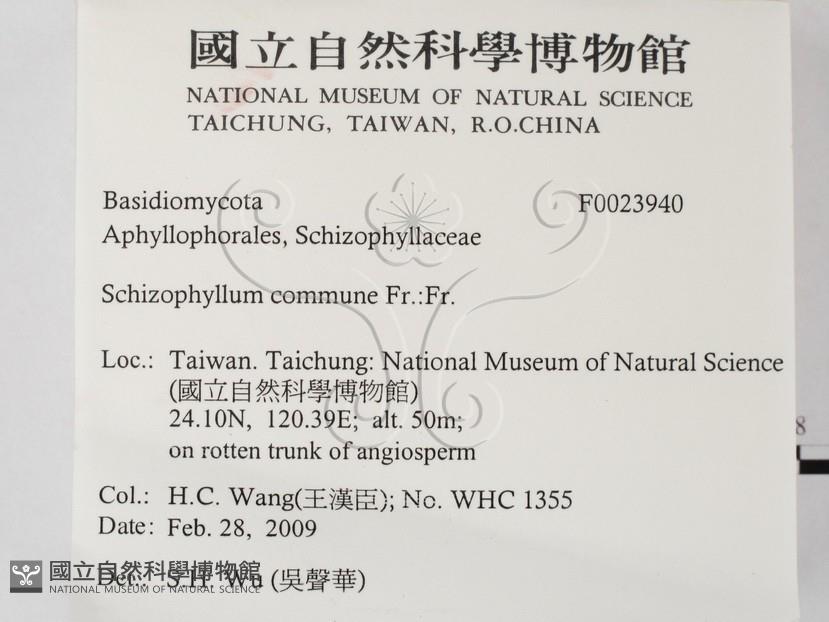 國立自然科學博物館
NATIONAL MUSEUM OF NATURAL SCIENCE
TAICHUNG, TAIWAN, R.O.CHINA
Basidiomycota F0023940
Aphyllophorales, Schizophyllaceae
Schizophyllum commune Fr.:Fr.
Loc.: Taiwan. Taichung: National Museum of Natural Science
(國立自然科學博物館)
24.10N, 120.39E; alt. 50m;
on rotten trunk of angiosperm
Col.: H.C. Wang(王漢臣); No. WHC 1355
Date: Feb. 28, 2009
Det.: S.H. Wu (吳聲華)
國立自然科學博物館
NATIONAL MUSEUM OF NATURAL SCIENCE
8